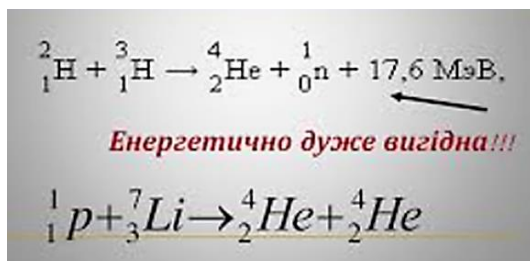 ²₁H + ³₁H → ⁴₂He + ¹₀n + 17,6 МэВ,
Енергетично дуже вигідна!!!
¹₁p+⁷₃Li→⁴₂He+⁴₂He